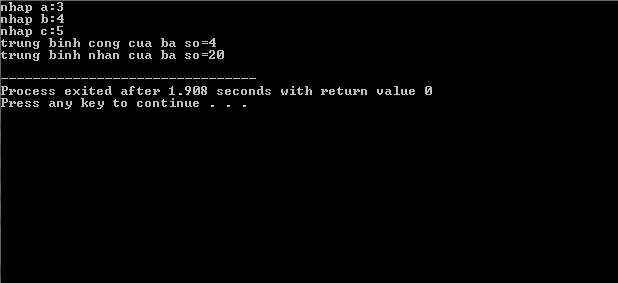 nhap a:3
nhap b:4
nhap c:5
trung binh cong cua ba so=4
trung binh nhan cua ba so=20
--------------------------------
Process exited after 1.908 seconds with return value 0
Press any key to continue . . .